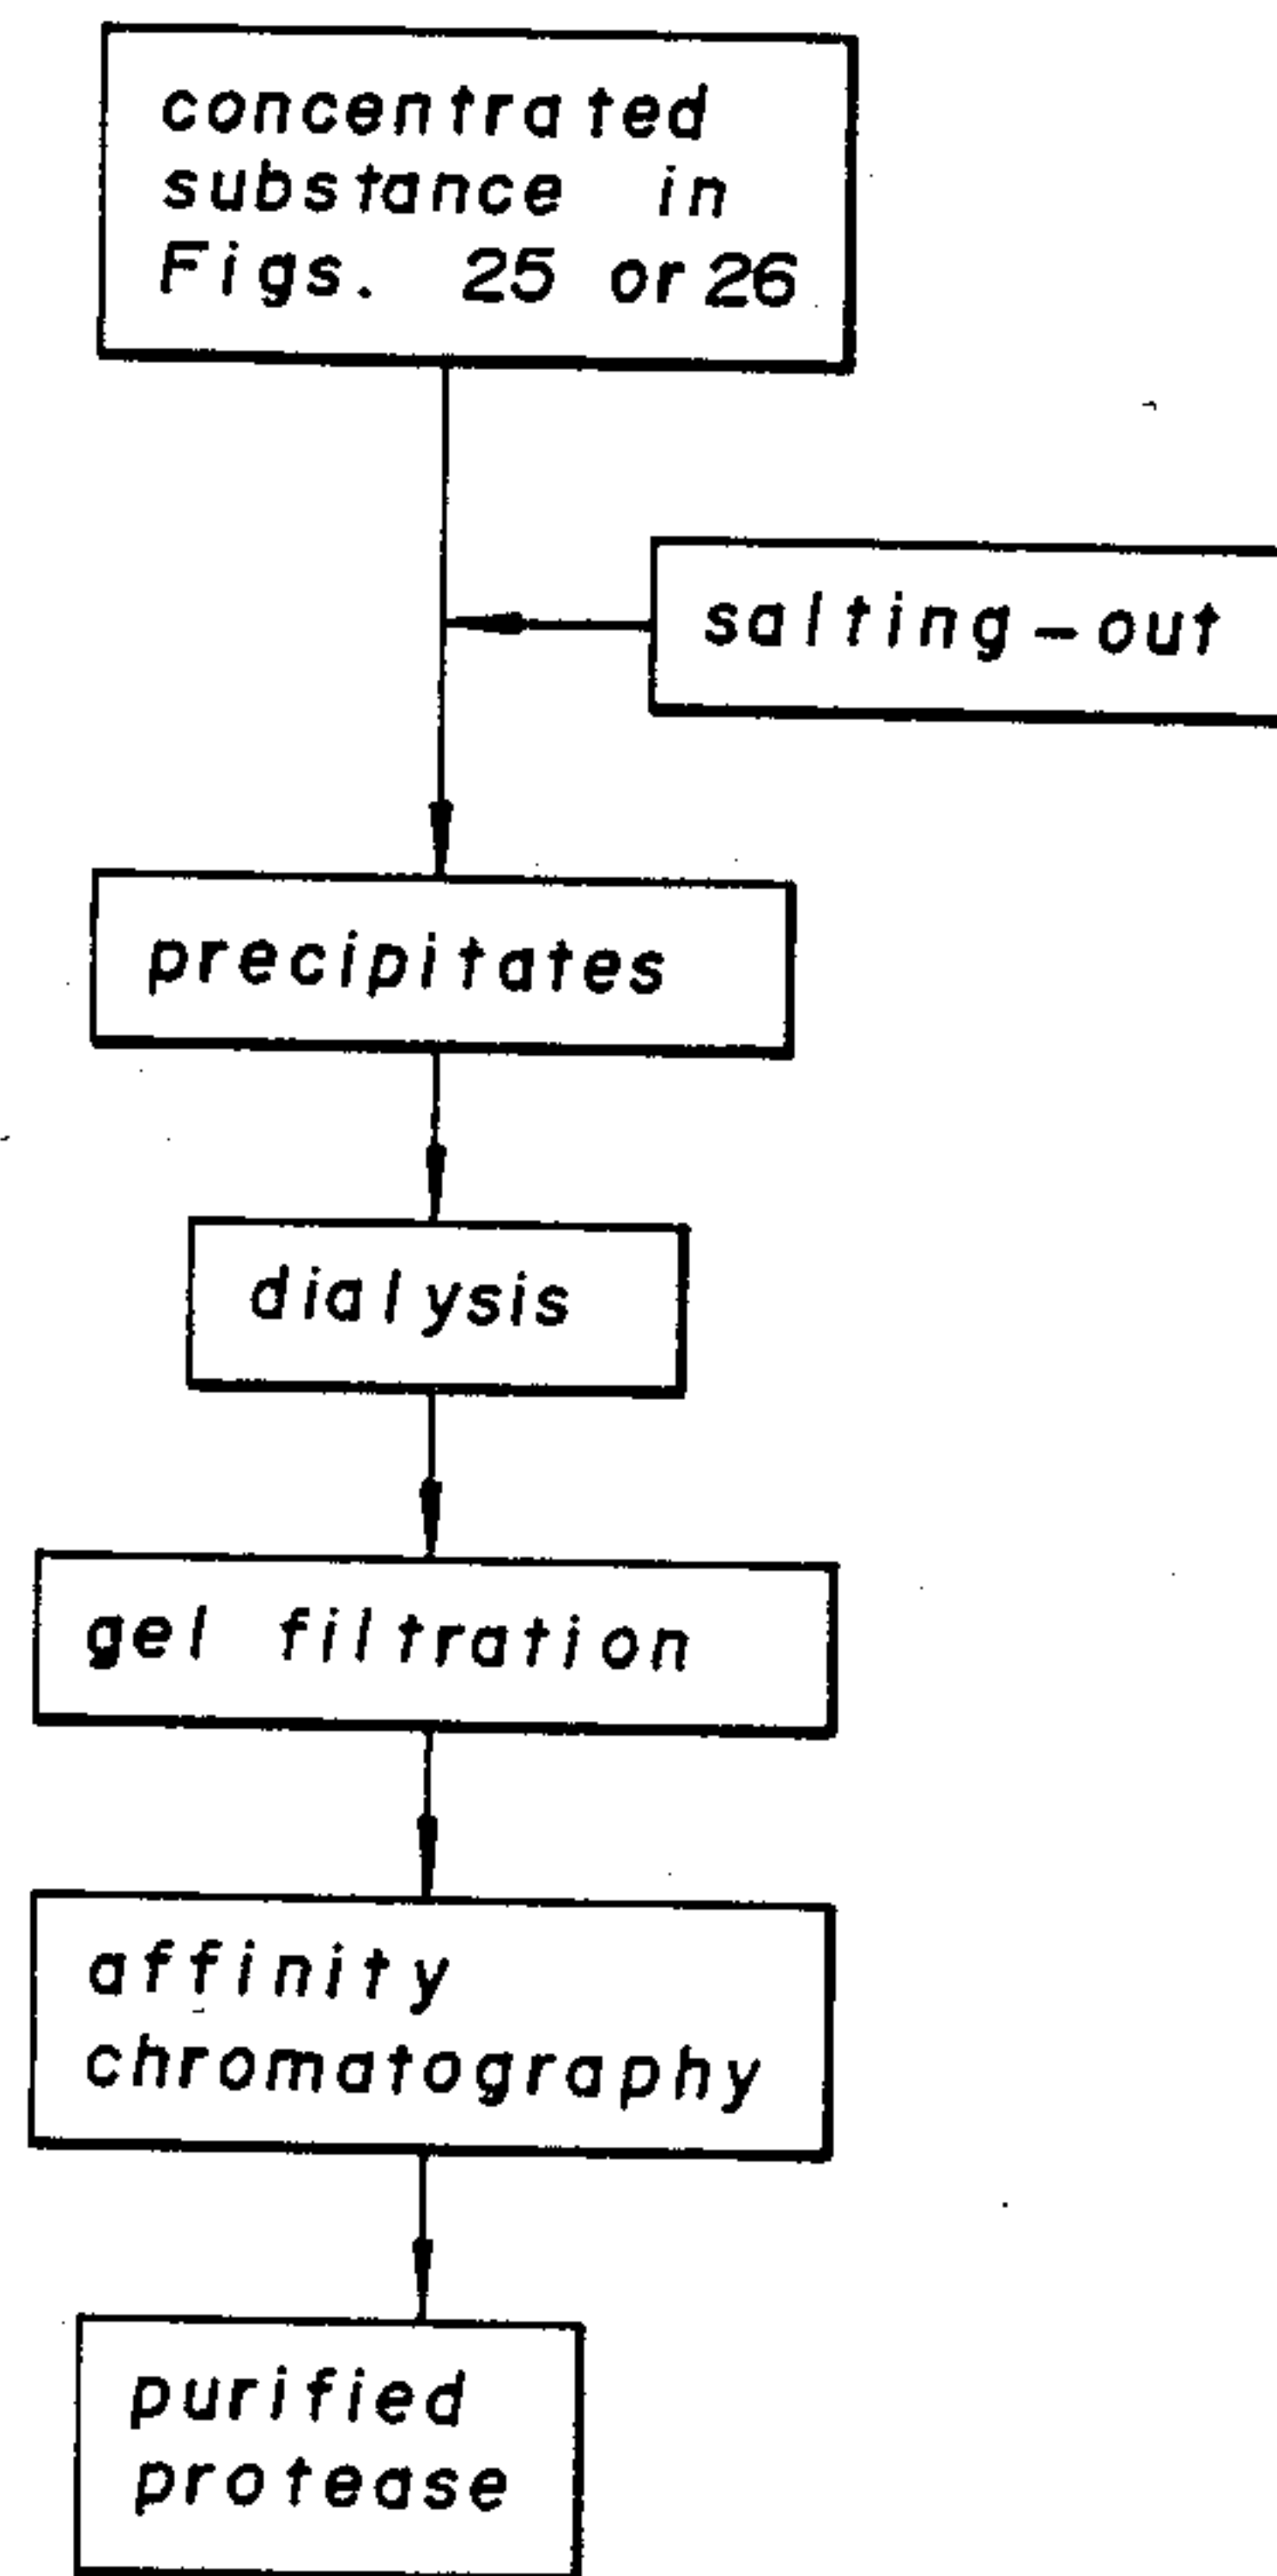 concentrated
substance in
Figs. 25 or 26
salting-out
precipitates
dialysis
gel filtration
affinity
chromatography
purified
protease